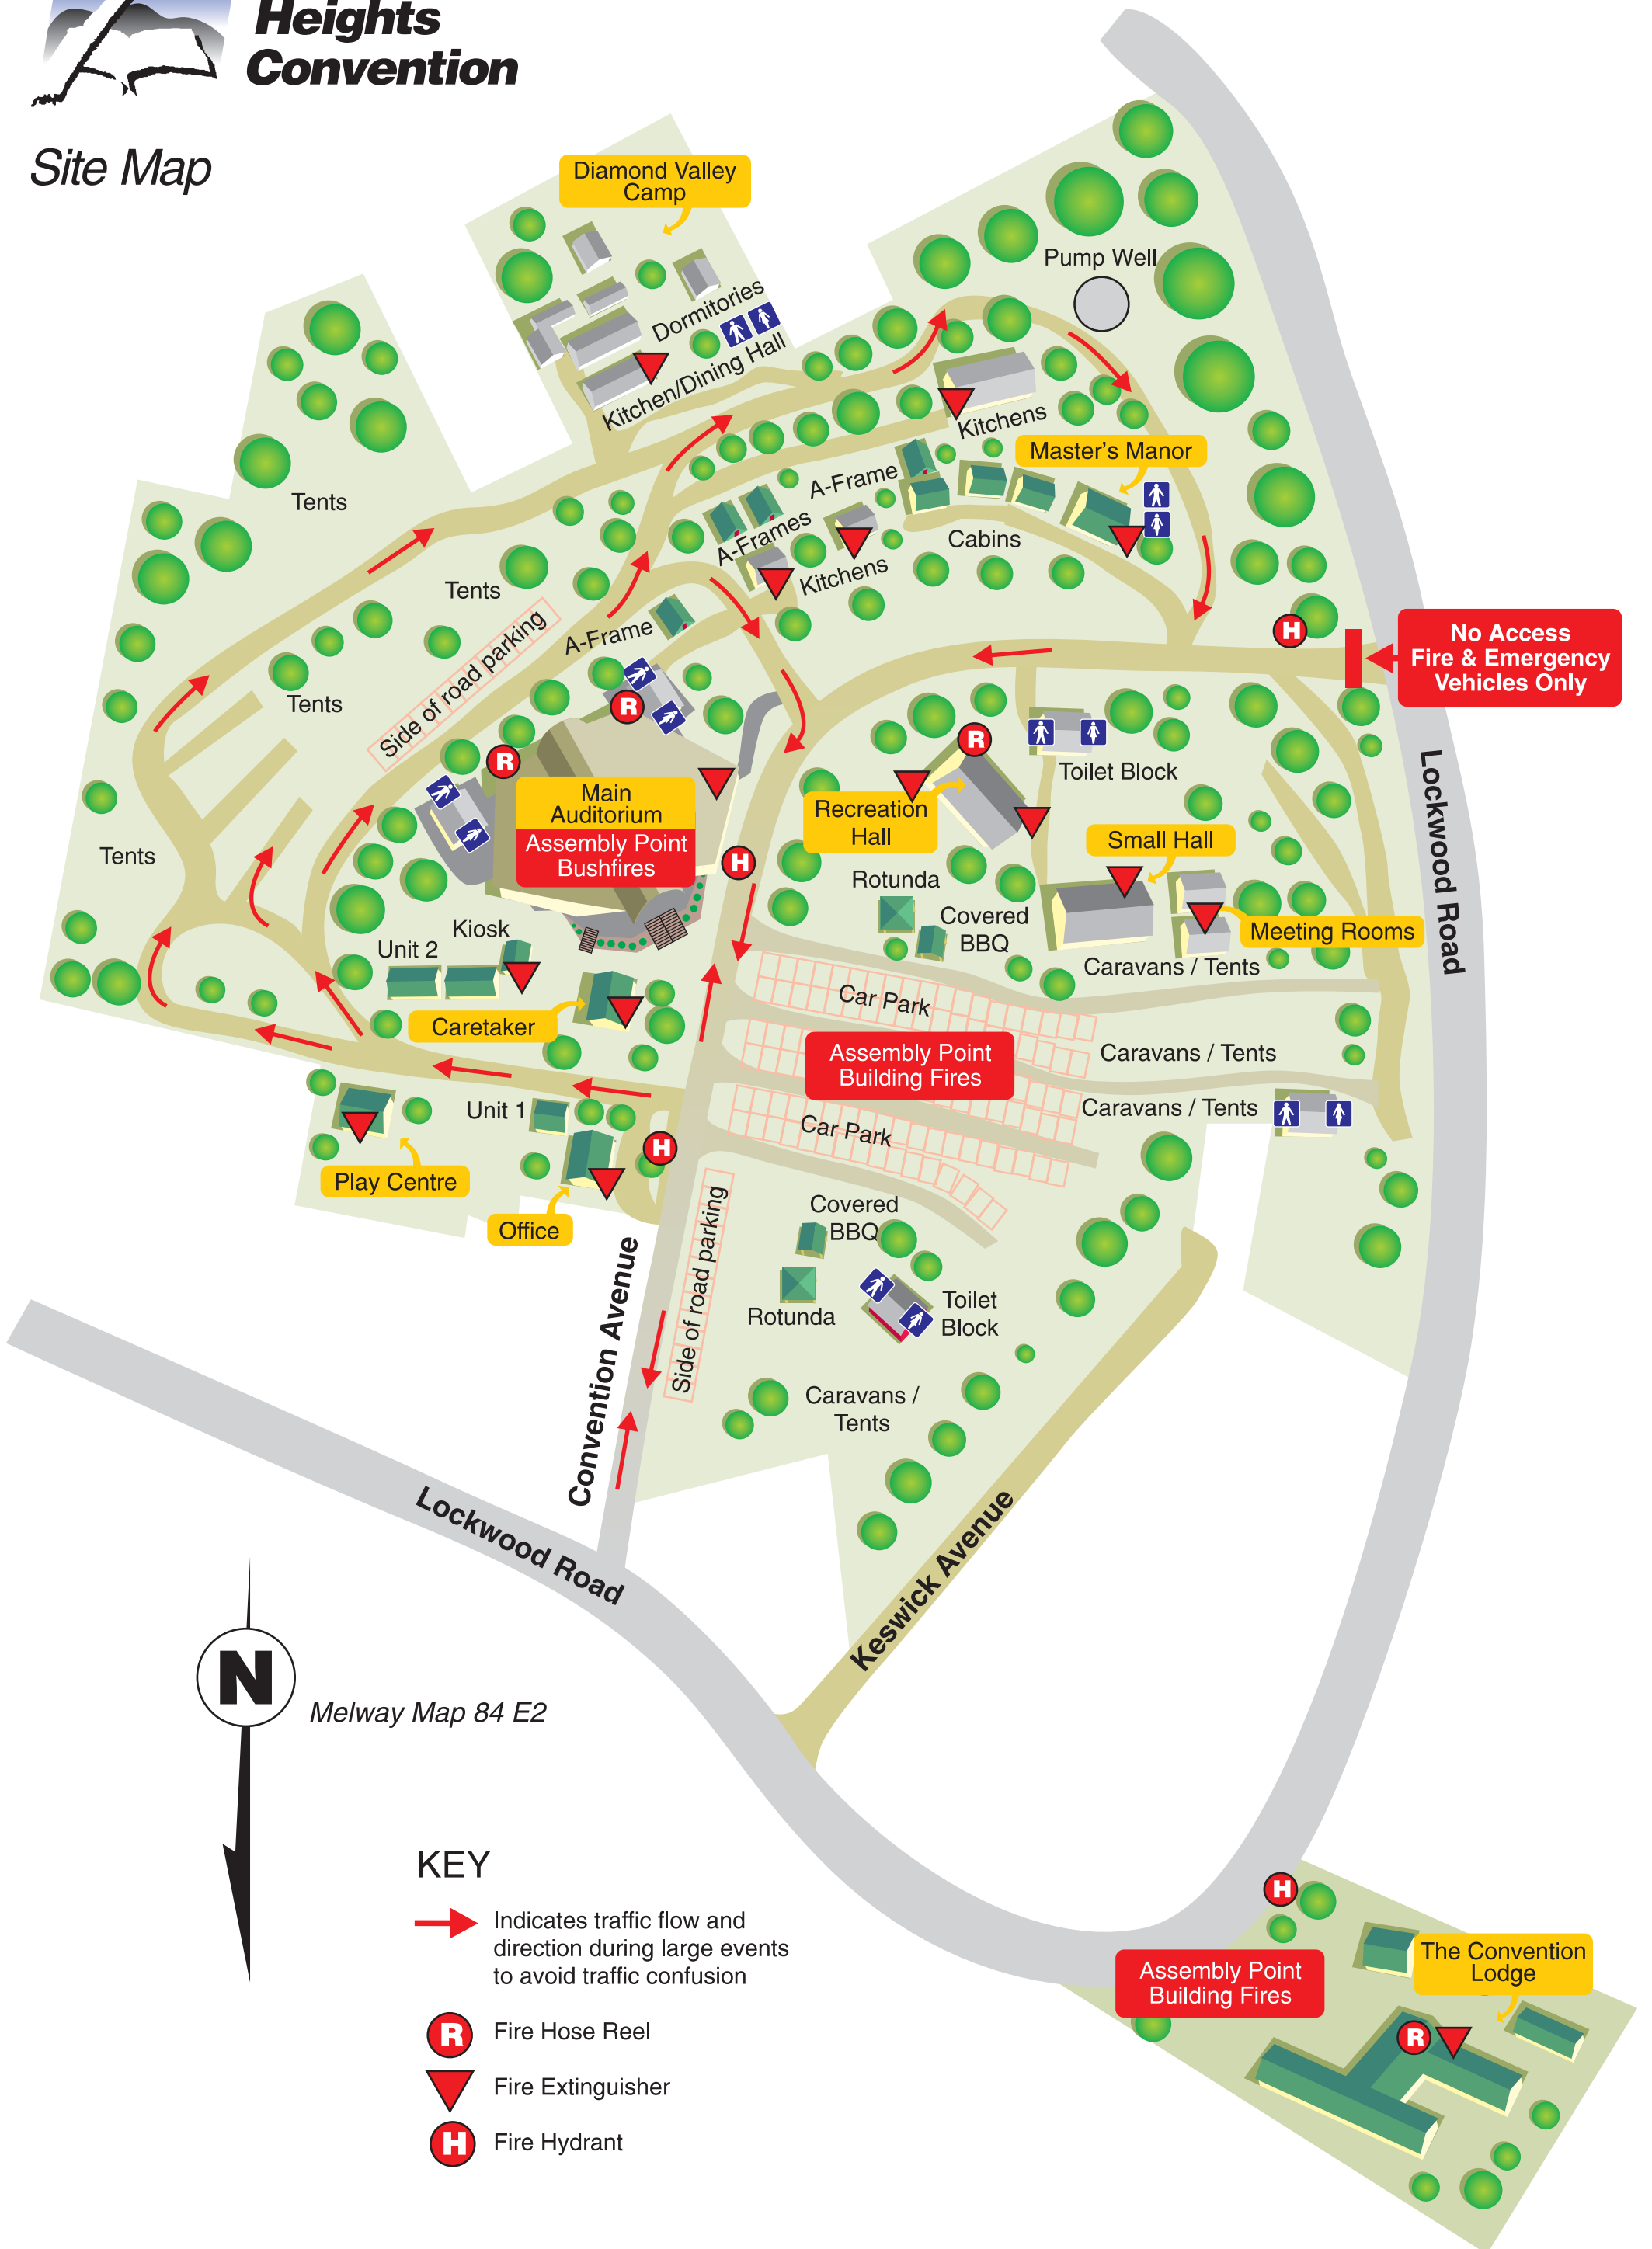 Heights
Convention
Site Map
Diamond Valley
Camp
Dormitories
Kitchen/Dining Hall
Pump Well
Kitchens
Master's Manor
A-Frame
A-Frames
Cabins
Kitchens
Tents
Tents
A-Frame
Side of road parking
Tents
Tents
H
No Access
Fire & Emergency
Vehicles Only
R
R
R
Main
Auditorium
Assembly Point
Bushfires
Toilet Block
Recreation
Hall
Small Hall
H
Rotunda
Covered
BBQ
Meeting Rooms
Lockwood Road
Kiosk
Unit 2
Caravans / Tents
Car Park
Caretaker
Assembly Point
Building Fires
Caravans / Tents
Unit 1
Caravans / Tents
Car Park
H
Play Centre
Office
Covered
BBQ
Side of road parking
Rotunda
Toilet
Block
Convention Avenue
Caravans /
Tents
Lockwood Road
Keswick Avenue
N
Melway Map 84 E2
KEY
Indicates traffic flow and
direction during large events
to avoid traffic confusion
R
Fire Hose Reel
Fire Extinguisher
H
Fire Hydrant
H
Assembly Point
Building Fires
The Convention
Lodge
R